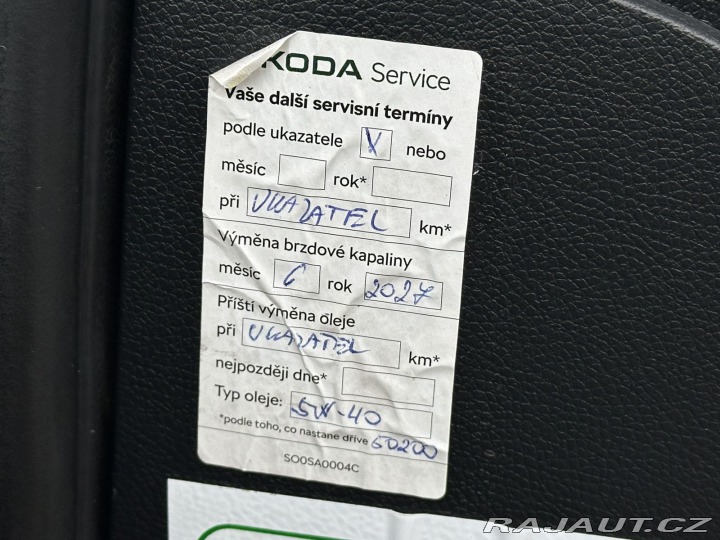 KODA Service
Vaše další servisní termíny
podle ukazatele X nebo
měsíc rok*
při UKAZATEL km*
Výměna brzdové kapaliny
měsíc 6 rok 2027
Příští výměna oleje
při UKAZATEL km*
nejpozději dne*
Typ oleje: 5W-40
*podle toho, co nastane dříve 50200
SO0SA0004C
RAJAUT.CZ